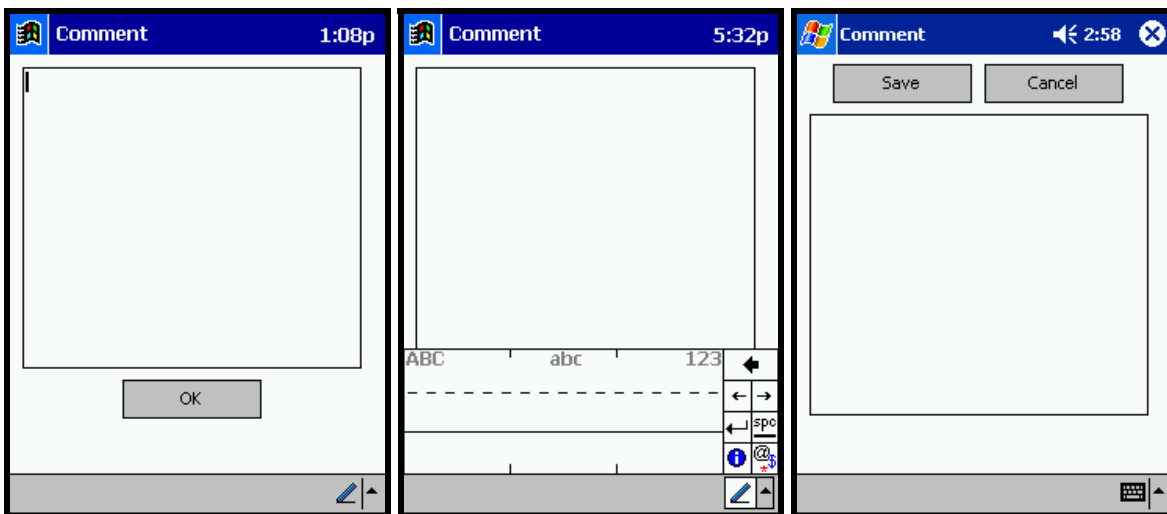 Comment 1:08p
OK
Comment 5:32p
ABC abc 123
spc
@$*
Comment 2:58
Save Cancel